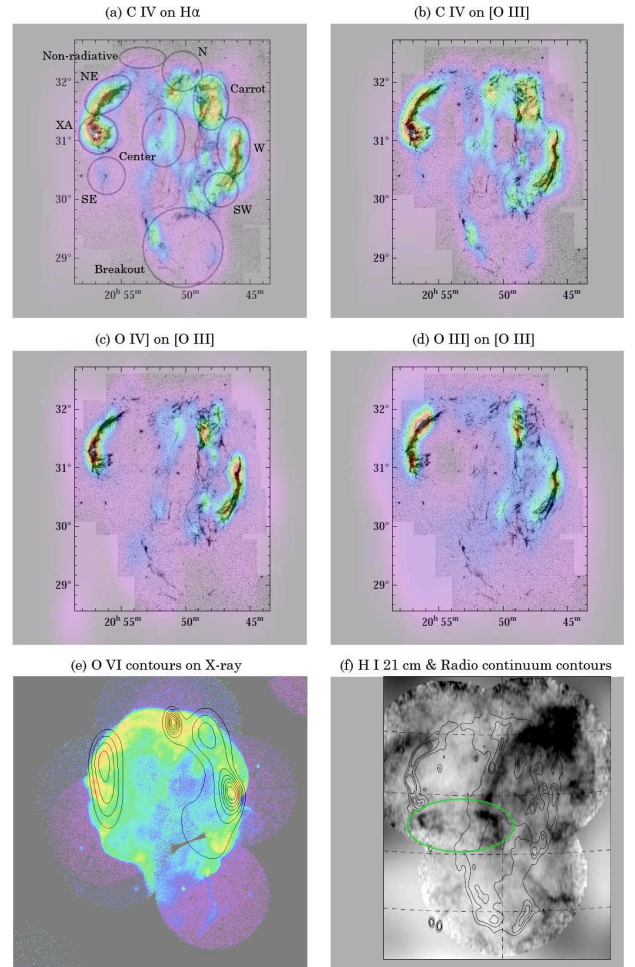 (a) C IV on Hα
(b) C IV on [O III]
Non-radiative
N
NE
Carrot
XA
W
Center
SE
SW
Breakout
32°
31°
30°
29°
20ʰ 55ᵐ
50ᵐ
45ᵐ
32°
31°
30°
29°
20ʰ 55ᵐ
50ᵐ
45ᵐ
(c) O IV] on [O III]
(d) O III] on [O III]
32°
31°
30°
29°
20ʰ 55ᵐ
50ᵐ
45ᵐ
32°
31°
30°
29°
20ʰ 55ᵐ
50ᵐ
45ᵐ
(e) O VI contours on X-ray
(f) H I 21 cm & Radio continuum contours